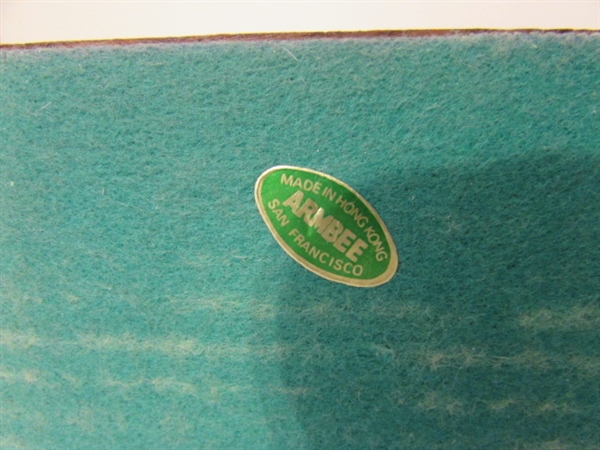 MADE IN HONG KONG
ARMBEE
SAN FRANCISCO